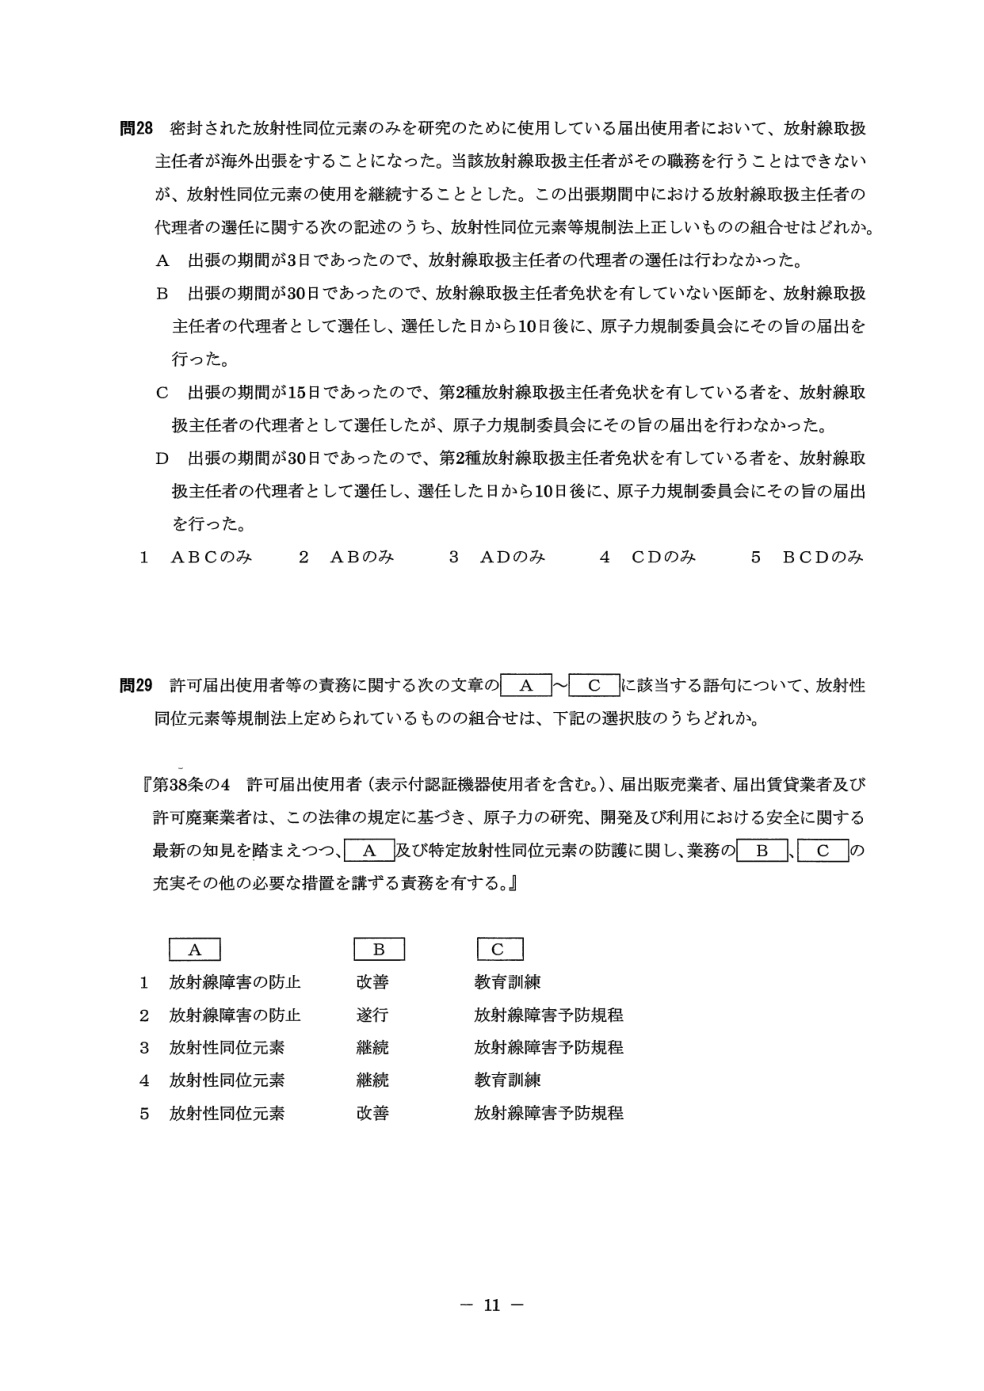 問28 密封された放射性同位元素のみを研究のために使用している届出使用者において、放射線取扱
主任者が海外出張をすることになった。当該放射線取扱主任者がその職務を行うことはできない
が、放射性同位元素の使用を継続することとした。この出張期間中における放射線取扱主任者の
代理者の選任に関する次の記述のうち、放射性同位元素等規制法上正しいものの組合せはどれか。
A 出張の期間が3日であったので、放射線取扱主任者の代理者の選任は行わなかった。
B 出張の期間が30日であったので、放射線取扱主任者免状を有していない医師を、放射線取扱
主任者の代理者として選任し、選任した日から10日後に、原子力規制委員会にその旨の届出を
行った。
C 出張の期間が15日であったので、第2種放射線取扱主任者免状を有している者を、放射線取
扱主任者の代理者として選任したが、原子力規制委員会にその旨の届出を行わなかった。
D 出張の期間が30日であったので、第2種放射線取扱主任者免状を有している者を、放射線取
扱主任者の代理者として選任し、選任した日から10日後に、原子力規制委員会にその旨の届出
を行った。
1 ABCのみ 2 ABのみ 3 ADのみ 4 CDのみ 5 BCDのみ
問29 許可届出使用者等の責務に関する次の文章の A ～ C に該当する語句について、放射性
同位元素等規制法上定められているものの組合せは、下記の選択肢のうちどれか。
『第38条の4 許可届出使用者（表示付認証機器使用者を含む。）、届出販売業者、届出賃貸業者及び
許可廃棄業者は、この法律の規定に基づき、原子力の研究、開発及び利用における安全に関する
最新の知見を踏まえつつ、 A 及び特定放射性同位元素の防護に関し、業務の B 、 C の
充実その他の必要な措置を講ずる責務を有する。』
A B C
1 放射線障害の防止 改善 教育訓練
2 放射線障害の防止 遂行 放射線障害予防規程
3 放射性同位元素 継続 放射線障害予防規程
4 放射性同位元素 継続 教育訓練
5 放射性同位元素 改善 放射線障害予防規程
－ 11 －